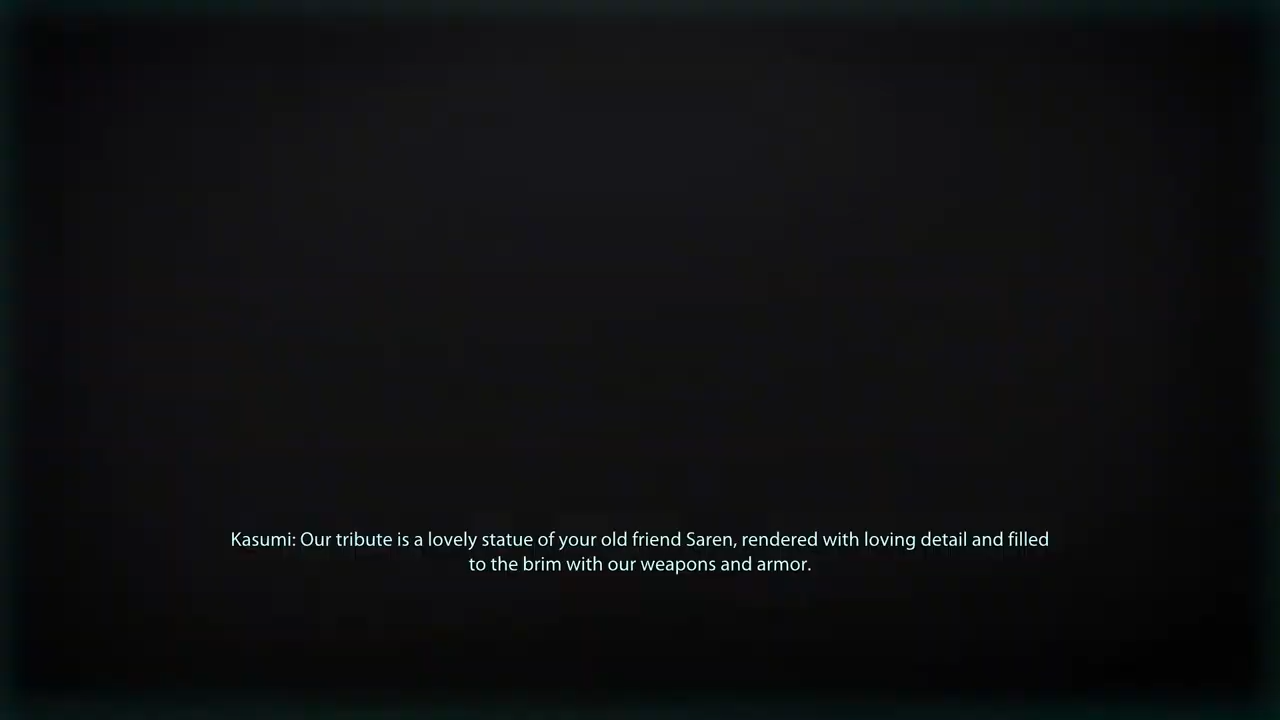 Kasumi: Our tribute is a lovely statue of your old friend Saren, rendered with loving detail and filled
to the brim with our weapons and armor.